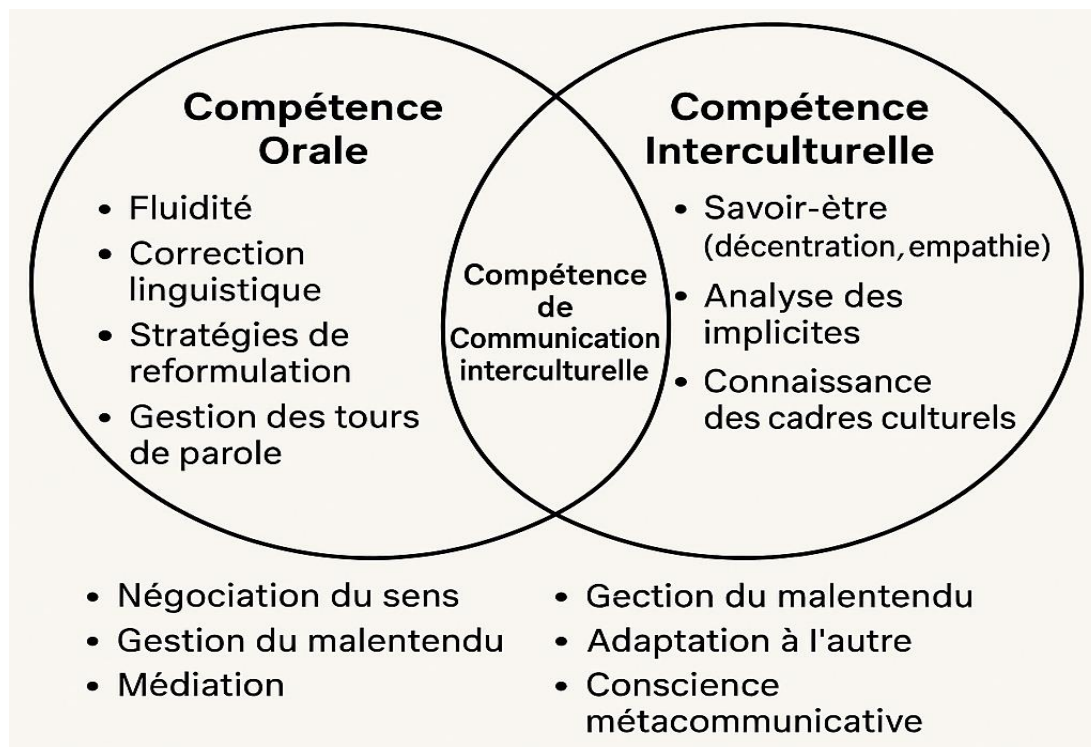 Compétence
Orale
• Fluidité
• Correction
linguistique
• Stratégies de
reformulation
• Gestion des tours
de parole
Compétence
de
Communication
interculturelle
Compétence
Interculturelle
• Savoir-ètre
(décentration, empathie)
• Analyse des
implicites
• Connaissance
des cadres culturels
• Négociation du sens
• Gestion du malentendu
• Médiation
• Gection du malentendu
• Adaptation à l'autre
• Conscience
métacommunicative